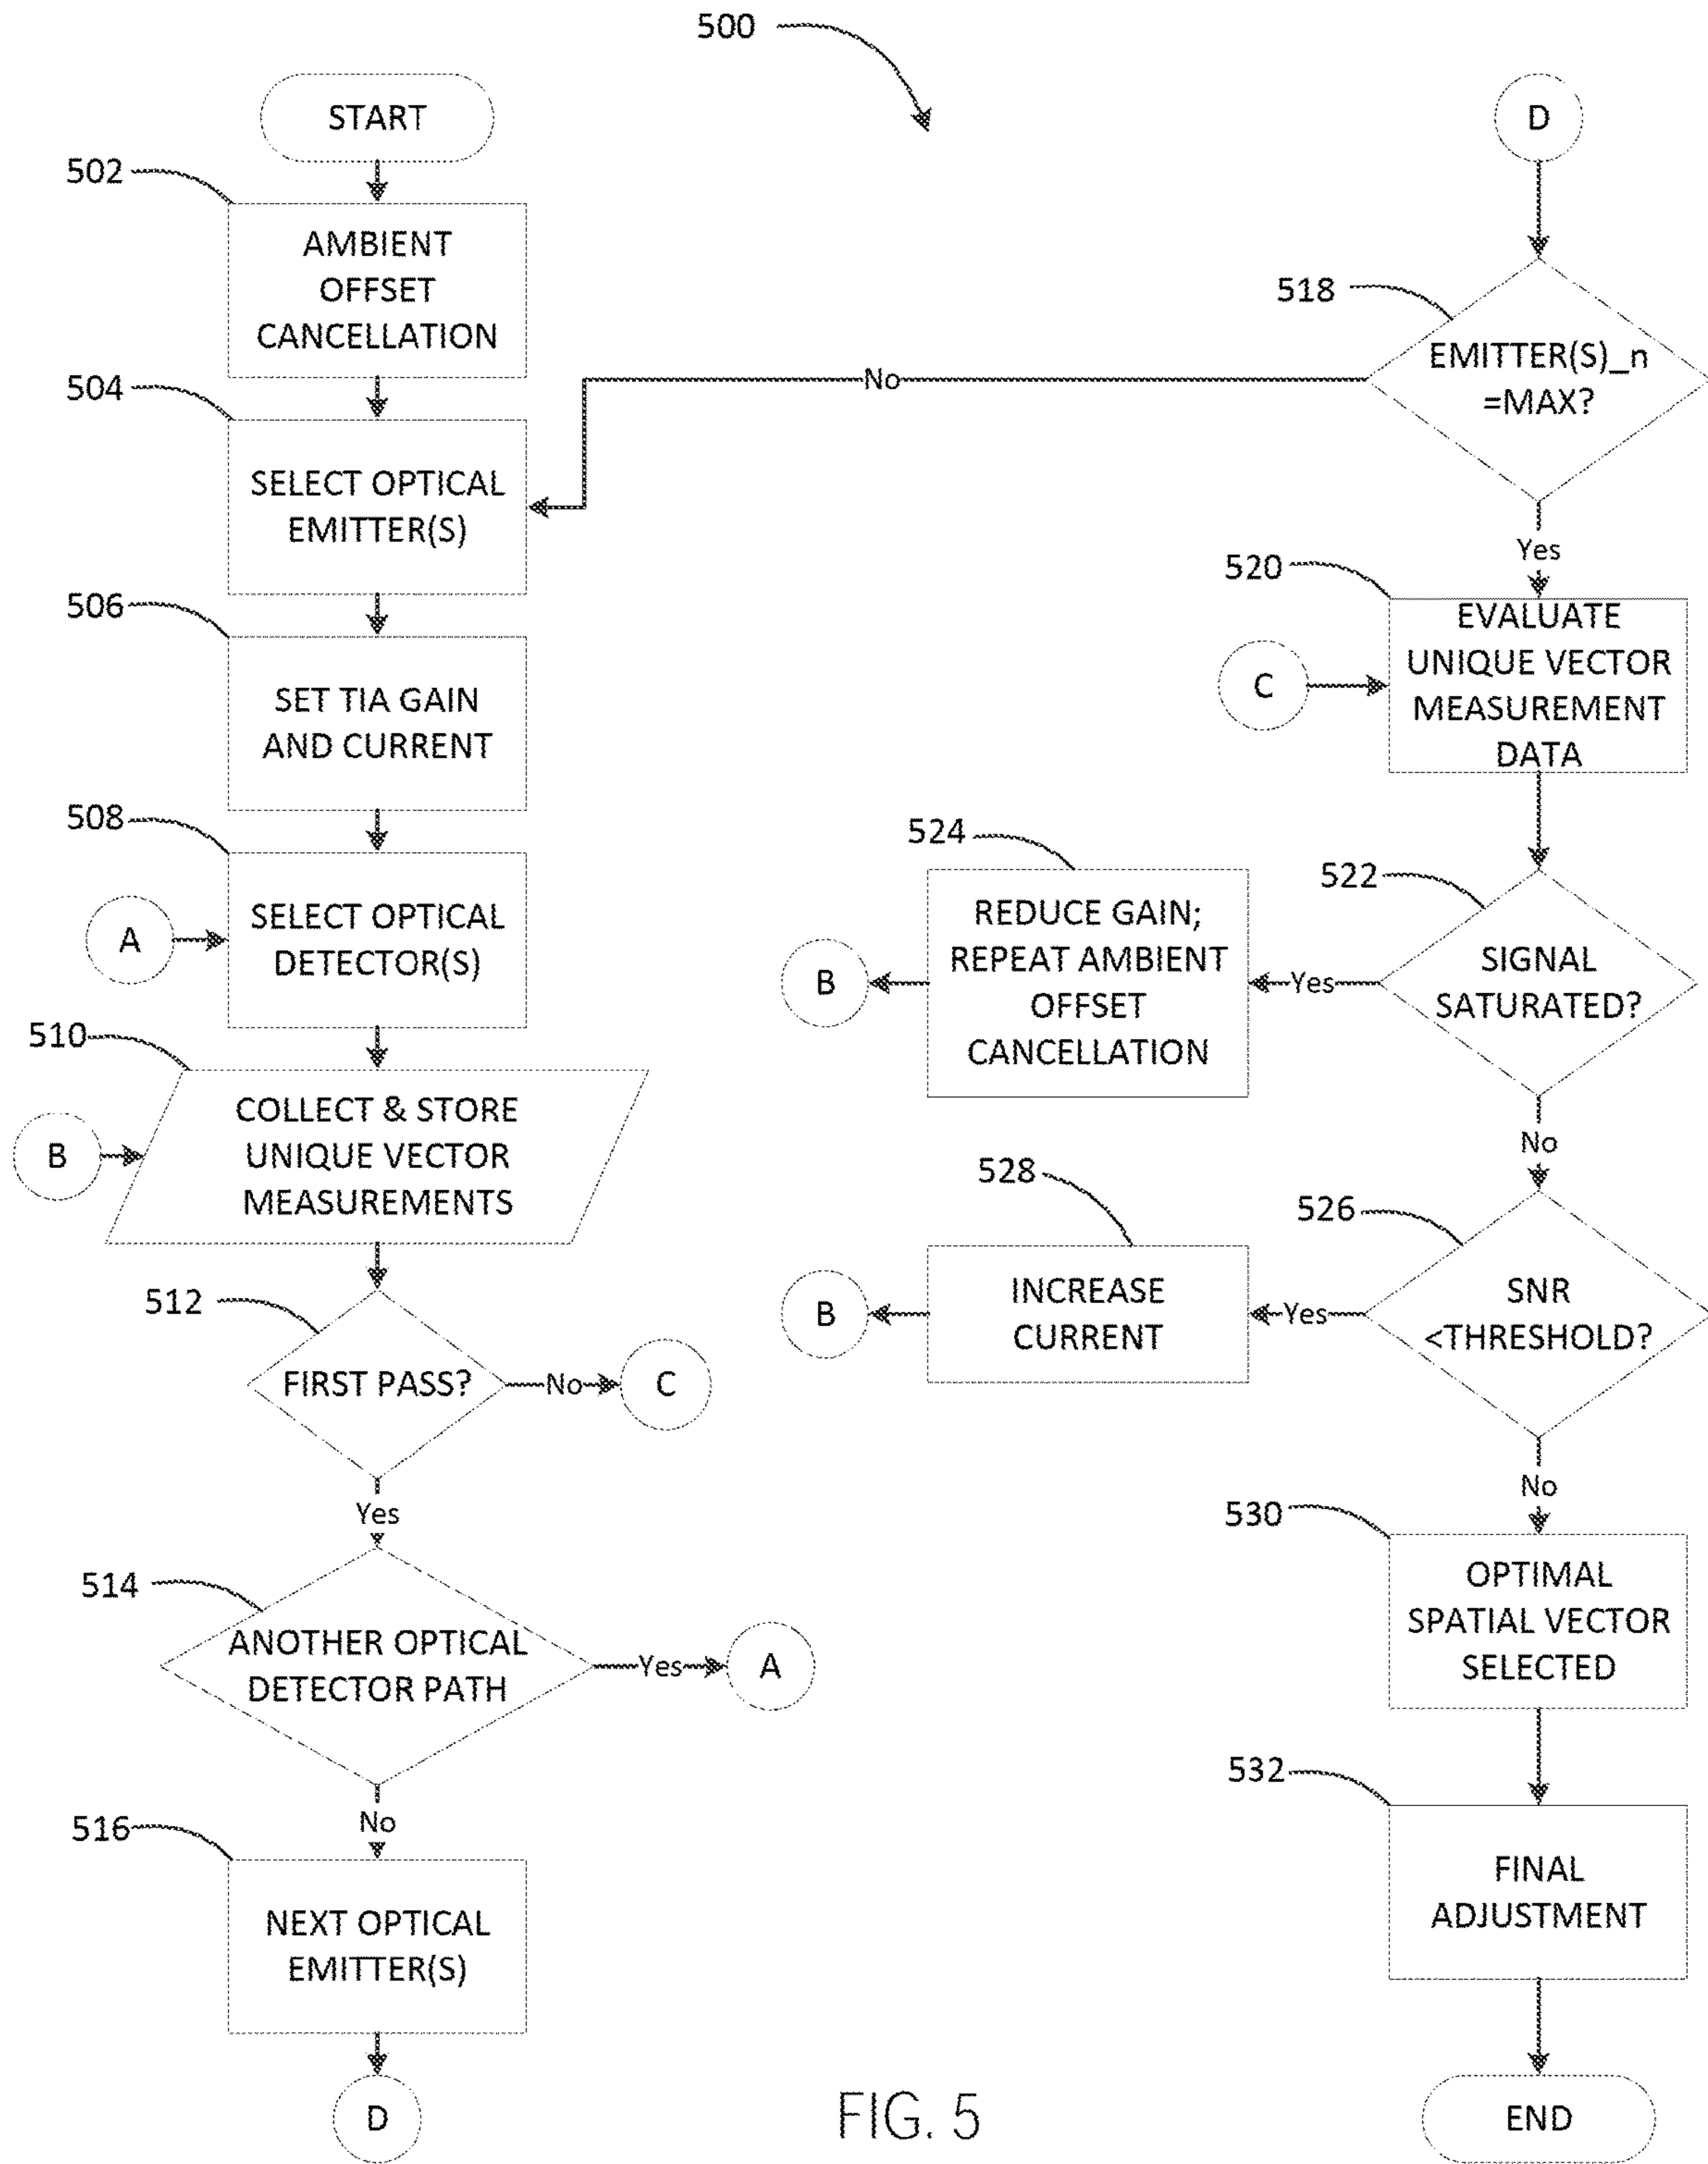 500
START
502
AMBIENT
OFFSET
CANCELLATION
504
SELECT OPTICAL
EMITTER(S)
506
SET TIA GAIN
AND CURRENT
508
A
SELECT OPTICAL
DETECTOR(S)
510
B
COLLECT & STORE
UNIQUE VECTOR
MEASUREMENTS
512
FIRST PASS?
No
C
Yes
514
ANOTHER OPTICAL
DETECTOR PATH
Yes
A
No
516
NEXT OPTICAL
EMITTER(S)
D
D
518
EMITTER(S)_n
=MAX?
No
Yes
520
C
EVALUATE
UNIQUE VECTOR
MEASUREMENT
DATA
522
SIGNAL
SATURATED?
Yes
524
REDUCE GAIN;
REPEAT AMBIENT
OFFSET
CANCELLATION
B
No
526
SNR
<THRESHOLD?
Yes
528
INCREASE
CURRENT
B
No
530
OPTIMAL
SPATIAL VECTOR
SELECTED
532
FINAL
ADJUSTMENT
END
FIG. 5